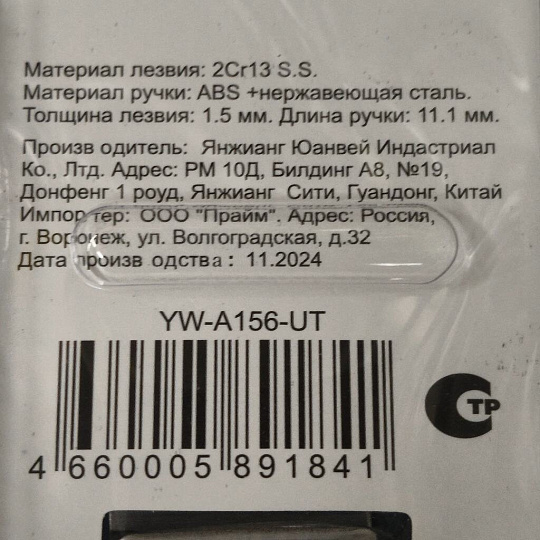 Материал лезвия: 2Cr13 S.S.
Материал ручки: ABS +нержавеющая сталь.
Толщина лезвия: 1.5 мм. Длина ручки: 11.1 мм.
Произв одитель: Янжианг Юанвей Индастриал
Ко., Лтд. Адрес: РМ 10Д, Билдинг А8, №19,
Донфенг 1 роуд, Янжианг Сити, Гуандонг, Китай
Импор тер: ООО "Прайм". Адрес: Россия,
г. Воронеж, ул. Волгоградская, д.32
Дата произв одства: 11.2024
YW-A156-UT
4 660005 891841
СТР